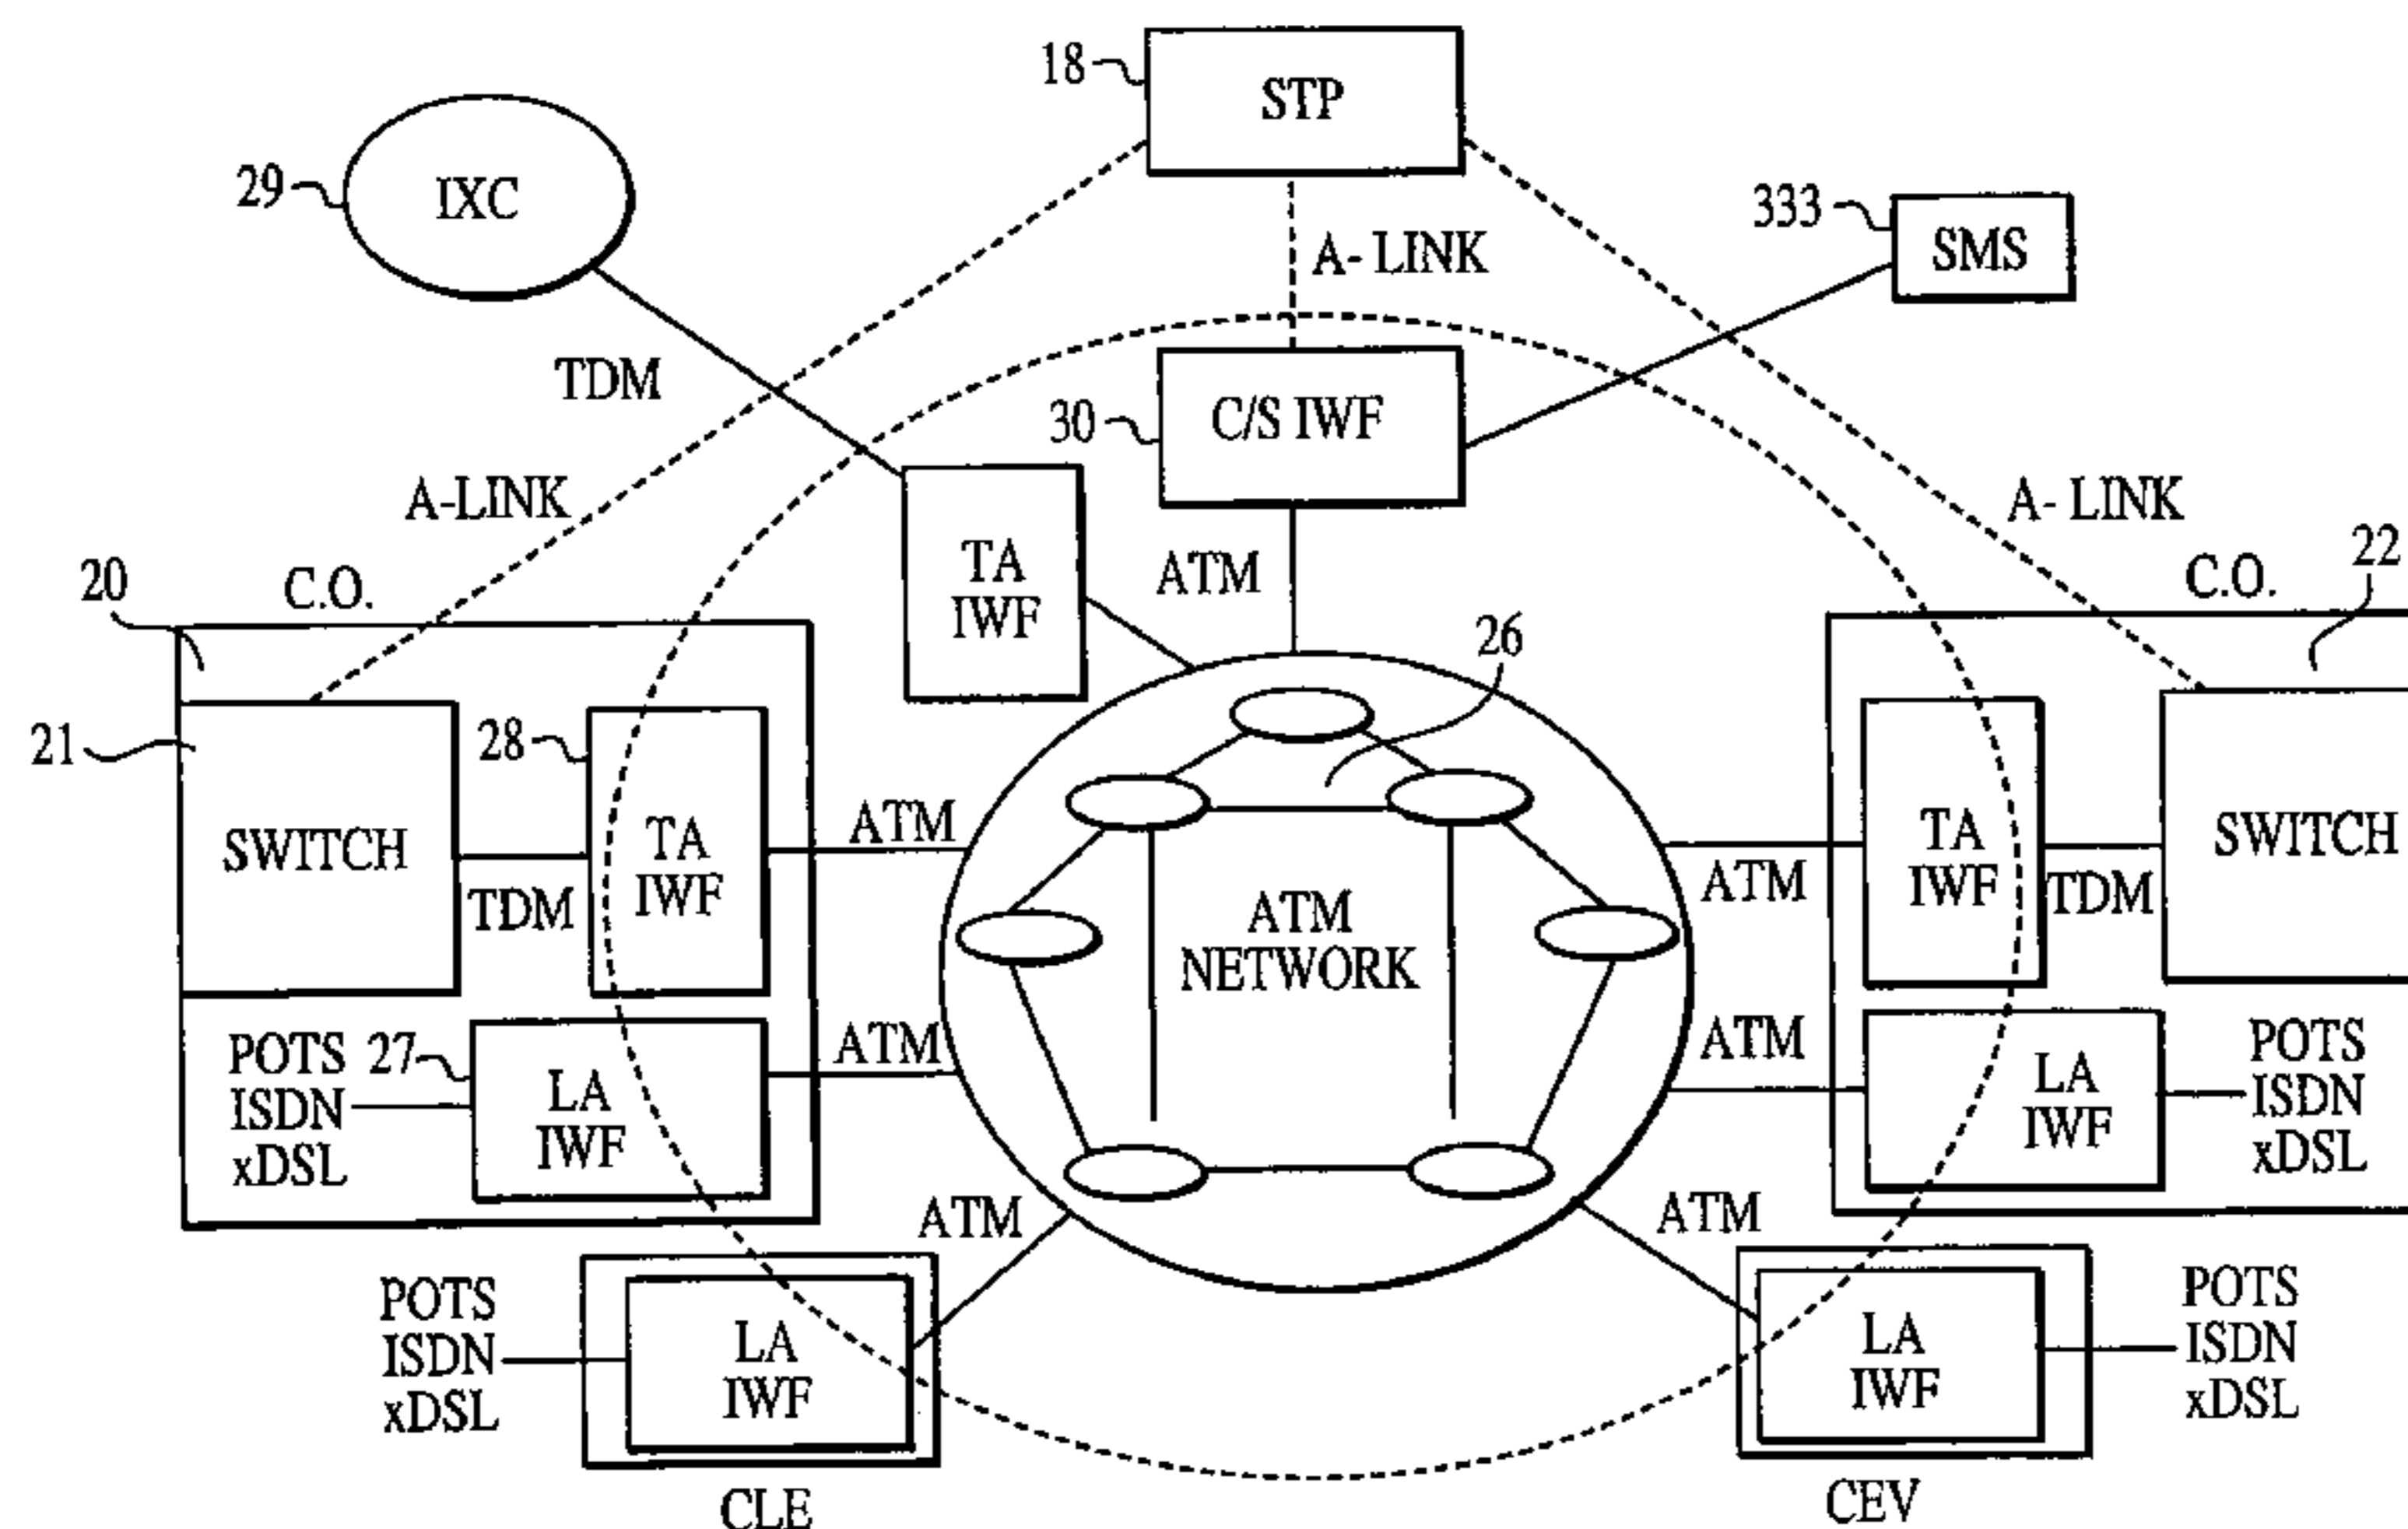 18
STP
29
IXC
333
SMS
A- LINK
TDM
30
C/S IWF
A-LINK
A- LINK
20
C.O.
TA
IWF
ATM
C.O.
22
26
21
SWITCH
28
TA
IWF
TDM
ATM
ATM
NETWORK
ATM
TA
IWF
TDM
SWITCH
POTS
ISDN
xDSL
27
LA
IWF
ATM
ATM
LA
IWF
POTS
ISDN
xDSL
ATM
ATM
POTS
ISDN
xDSL
LA
IWF
CLE
LA
IWF
POTS
ISDN
xDSL
CEV